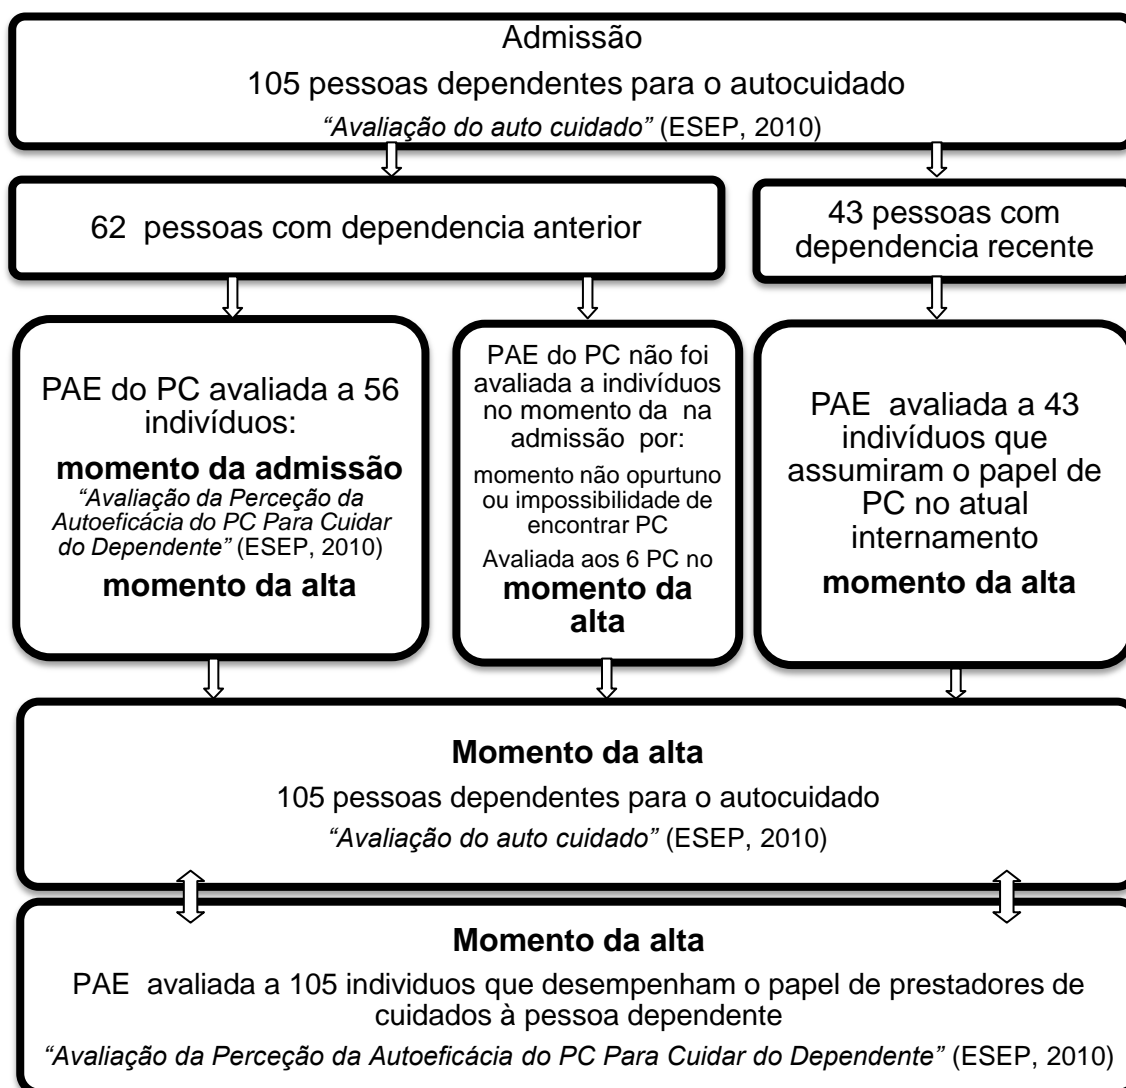 Admissão
105 pessoas dependentes para o autocuidado
“Avaliação do auto cuidado” (ESEP, 2010)
62 pessoas com dependencia anterior
43 pessoas com
dependencia recente
PAE do PC avaliada a 56
indivíduos:
momento da admissão
“Avaliação da Perceção da
Autoeficácia do PC Para Cuidar
do Dependente” (ESEP, 2010)
momento da alta
PAE do PC não foi
avaliada a indivíduos
no momento da na
admissão por:
momento não opurtuno
ou impossibilidade de
encontrar PC
Avaliada aos 6 PC no
momento da
alta
PAE avaliada a 43
indivíduos que
assumiram o papel de
PC no atual
internamento
momento da alta
Momento da alta
105 pessoas dependentes para o autocuidado
“Avaliação do auto cuidado” (ESEP, 2010)
Momento da alta
PAE avaliada a 105 individuos que desempenham o papel de prestadores de
cuidados à pessoa dependente
“Avaliação da Perceção da Autoeficácia do PC Para Cuidar do Dependente” (ESEP, 2010)